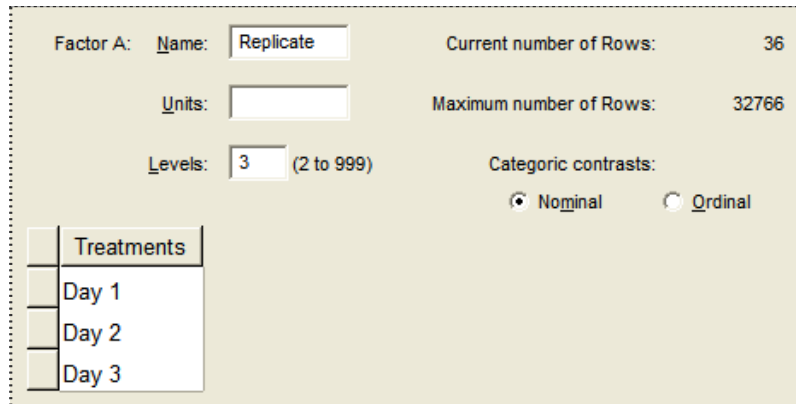 Factor A: Name: Replicate Current number of Rows: 36
Units: Maximum number of Rows: 32766
Levels: 3 (2 to 999) Categoric contrasts:
Nominal Ordinal
Treatments
Day 1
Day 2
Day 3